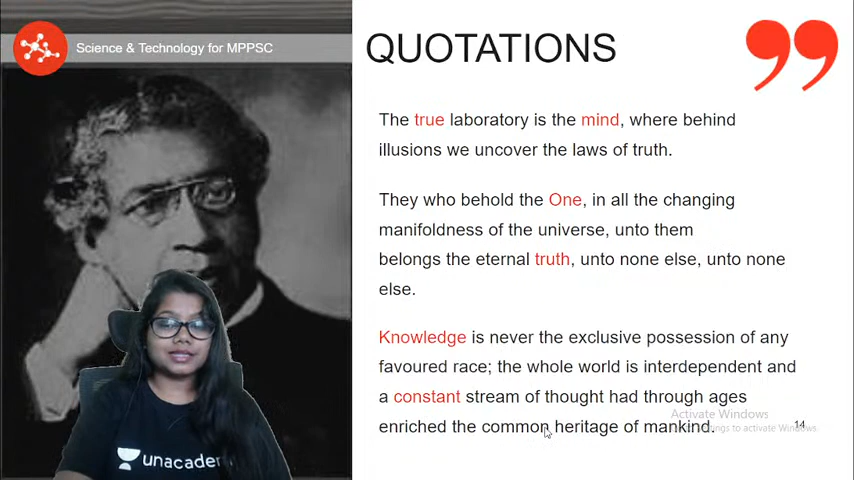 Science & Technology for MPPSC
QUOTATIONS
The true laboratory is the mind, where behind
illusions we uncover the laws of truth.
They who behold the One, in all the changing
manifoldness of the universe, unto them
belongs the eternal truth, unto none else, unto none
else.
Knowledge is never the exclusive possession of any
favoured race; the whole world is interdependent and
a constant stream of thought had through ages
enriched the common heritage of mankind.
Activate Windows
to activate Windows.
14
unacadem